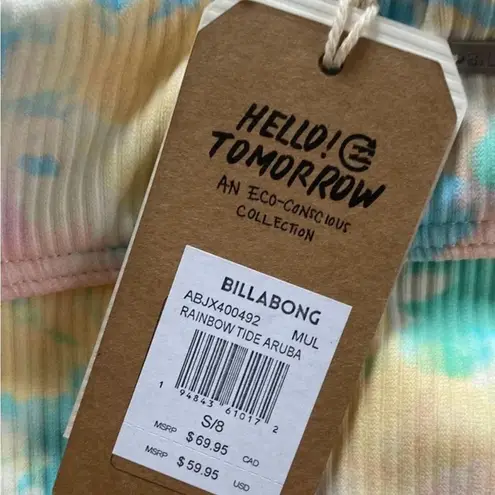 HELLO!
TOMORROW
AN ECO-CONSCIOUS
COLLECTION
BILLABONG
ABJX400492 MUL
RAINBOW TIDE ARUBA
1 94843 61017 2
S/8
MSRP $ 69.95 CAD
MSRP $ 59.95 USD